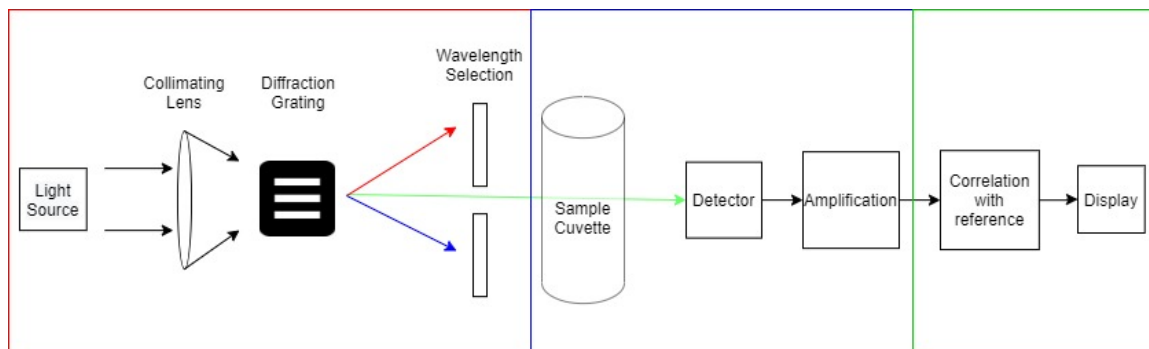 Wavelength
Selection
Collimating
Lens
Diffraction
Grating
Light
Source
Sample
Cuvette
Detector
Amplification
Correlation
with
reference
Display